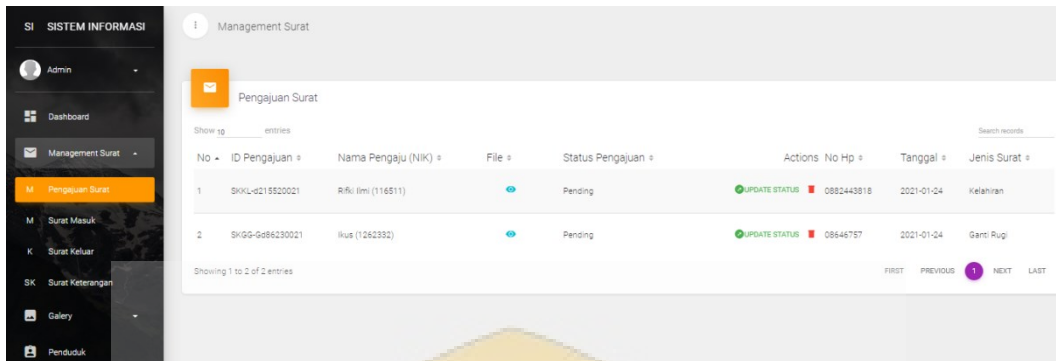 SI SISTEM INFORMASI
Management Surat
Admin
Pengajuan Surat
Dashboard
Show 10 entries
Search records
Management Surat
No ID Pengajuan Nama Pengaju (NIK) File Status Pengajuan Actions No Hp Tanggal Jenis Surat
M Pengajuan Surat
1 SKKL-d215520021 Rifki Ilmi (116511) Pending UPDATE STATUS 0882443818 2021-01-24 Kelahiran
M Surat Masuk
2 SKGG-Gd86230021 Ikus (1262332) Pending UPDATE STATUS 08646757 2021-01-24 Ganti Rugi
K Surat Keluar
Showing 1 to 2 of 2 entries
FIRST PREVIOUS 1 NEXT LAST
SK Surat Keterangan
Galery
Penduduk